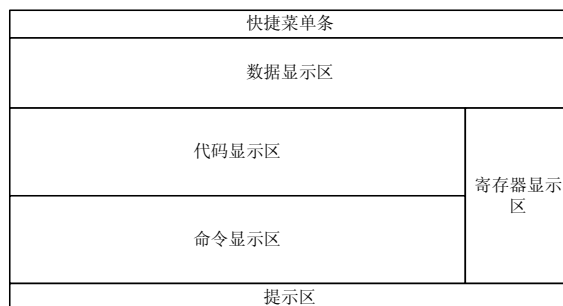 快捷菜单条
数据显示区
代码显示区
寄存器显示
区
命令显示区
提示区